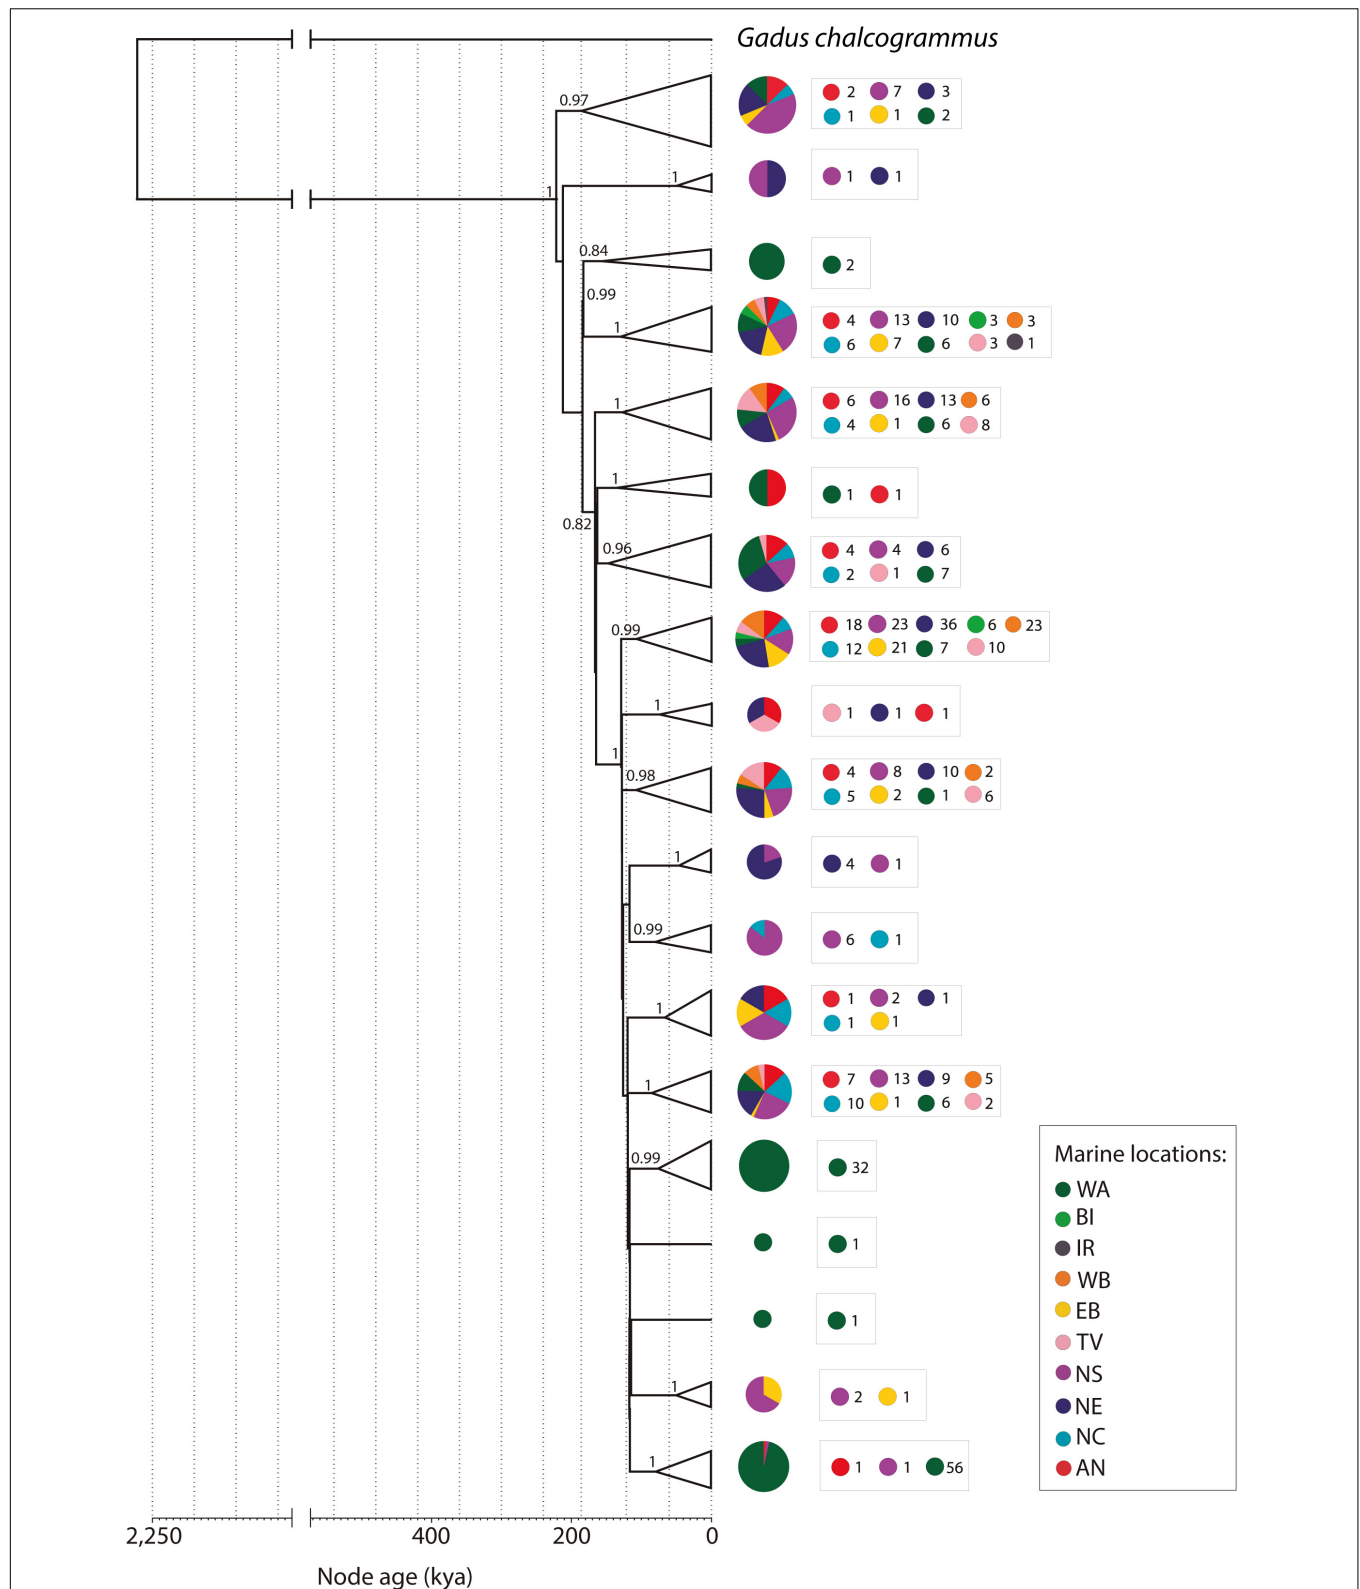 Gadus chalcogrammus
0.97
2 7 3
1 1 2
1
1
1 1
0.84
2
0.99
1
4 13 10 3 3
6 7 6 3 1
1
6 16 13 6
4 1 6 8
1
1 1
0.82
0.96
4 4 6
2 1 7
0.99
18 23 36 6 23
12 21 7 10
1
1 1 1
1
0.98
4 8 10 2
5 2 1 6
1
4 1
0.99
6 1
1
1 2 1
1 1
1
7 13 9 5
10 1 6 2
0.99
32
1
1
1
2 1
1
1 1 56
Marine locations:
WA
BI
IR
WB
EB
TV
NS
NE
NC
AN
2,250 400 200 0
Node age (kya)